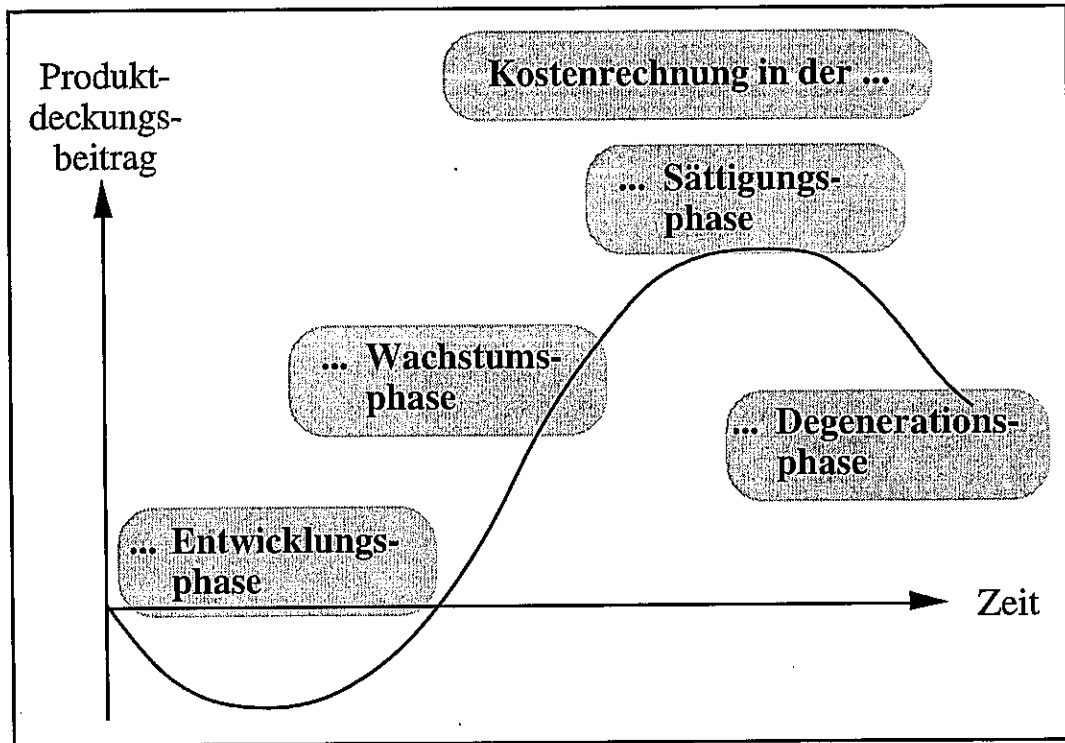 Produkt-
deckungs-
beitrag
Kostenrechnung in der ...
... Sättigungs-
phase
... Wachstums-
phase
... Degenerations-
phase
... Entwicklungs-
phase
Zeit